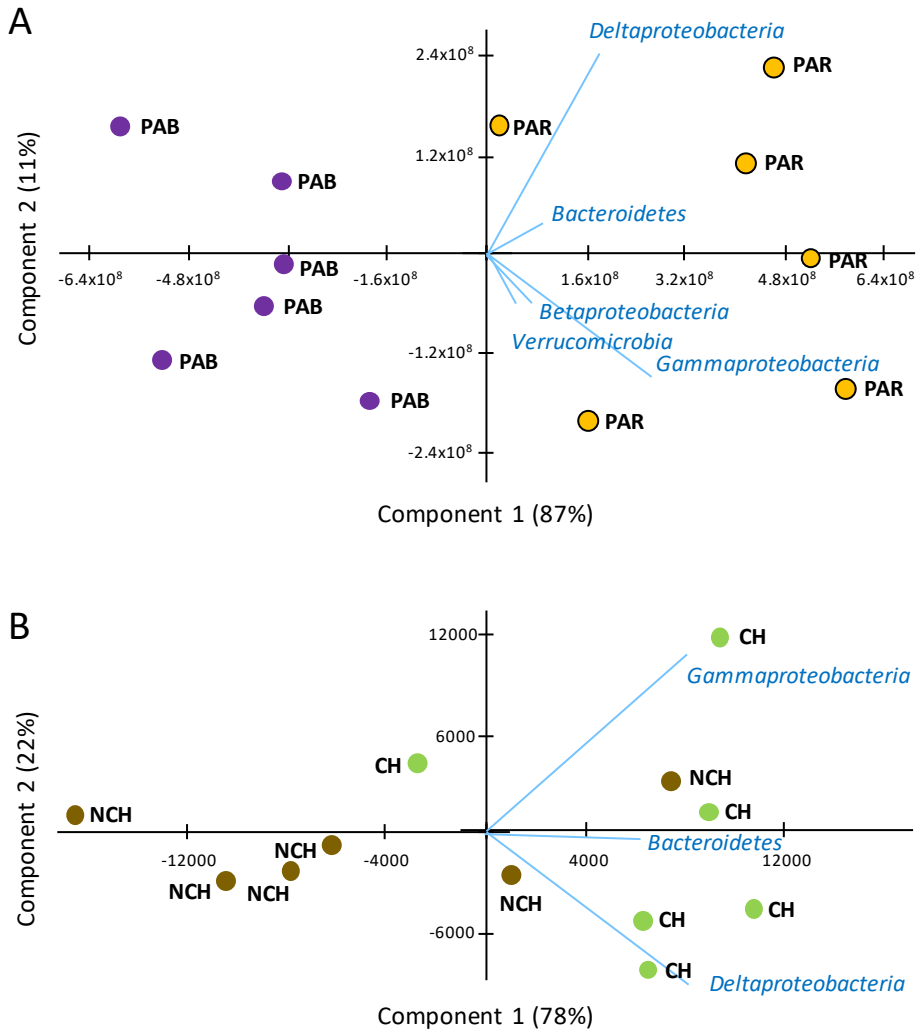 A
Deltaproteobacteria
2.4x10⁸
PAR
PAB
PAR
1.2x10⁸
PAR
PAB
Bacteroidetes
PAB
PAR
-6.4x10⁸ -4.8x10⁸ -1.6x10⁸ 1.6x10⁸ 3.2x10⁸ 4.8x10⁸ 6.4x10⁸
PAB
Betaproteobacteria
Verrucomicrobia
-1.2x10⁸
PAB
Gammaproteobacteria
PAR
PAB
PAR
-2.4x10⁸
Component 2 (11%)
Component 1 (87%)
B
12000
CH
Gammaproteobacteria
6000
CH
NCH
NCH
CH
-12000 -4000 4000 12000
Bacteroidetes
NCH
NCH
NCH
NCH
CH
CH
-6000
CH
Deltaproteobacteria
Component 2 (22%)
Component 1 (78%)